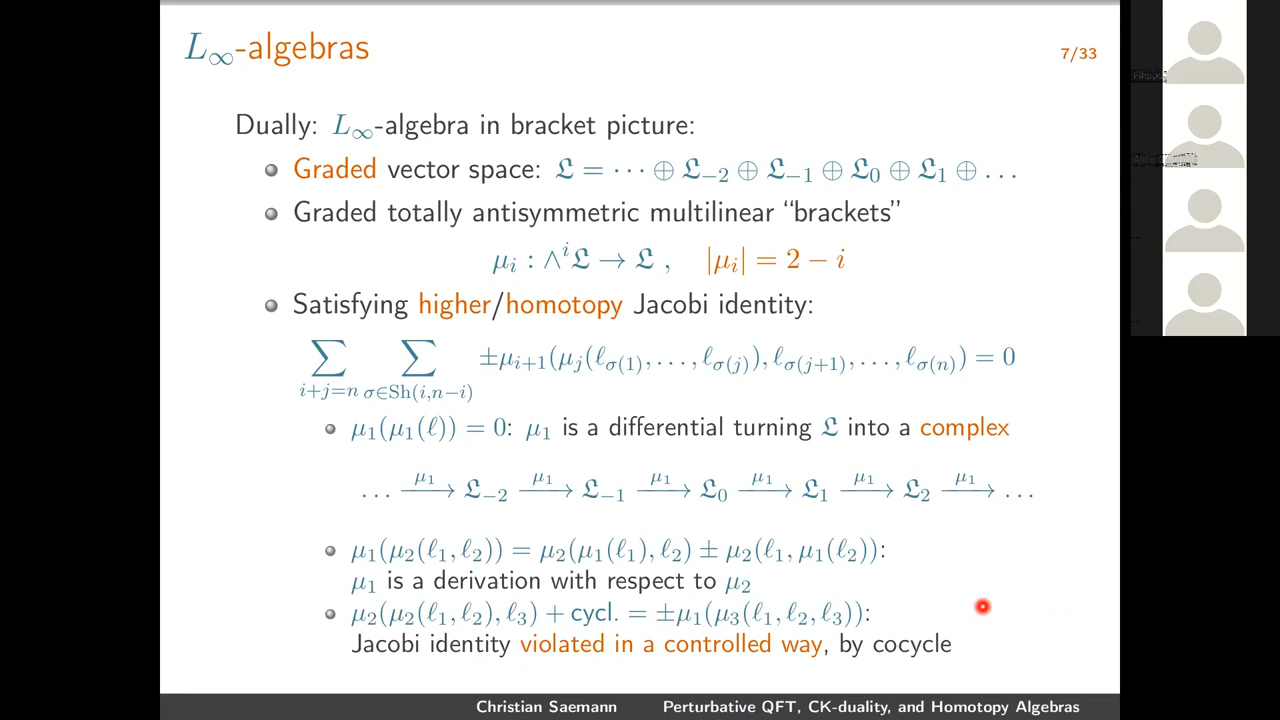 L∞-algebras
7/33
Dually: L∞-algebra in bracket picture:
Graded vector space: 𝔏 = ⋯ ⊕ 𝔏₋₂ ⊕ 𝔏₋₁ ⊕ 𝔏₀ ⊕ 𝔏₁ ⊕ …
Graded totally antisymmetric multilinear “brackets”
μᵢ : ∧ⁱ𝔏 → 𝔏 , |μᵢ| = 2 − i
Satisfying higher/homotopy Jacobi identity:
∑_{i+j=n} ∑_{σ∈Sh(i,n−i)} ±μ_{i+1}(μ_j(ℓ_{σ(1)}, …, ℓ_{σ(j)}), ℓ_{σ(j+1)}, …, ℓ_{σ(n)}) = 0
μ₁(μ₁(ℓ)) = 0: μ₁ is a differential turning 𝔏 into a complex
… —μ₁→ 𝔏₋₂ —μ₁→ 𝔏₋₁ —μ₁→ 𝔏₀ —μ₁→ 𝔏₁ —μ₁→ 𝔏₂ —μ₁→ …
μ₁(μ₂(ℓ₁, ℓ₂)) = μ₂(μ₁(ℓ₁), ℓ₂) ± μ₂(ℓ₁, μ₁(ℓ₂)):
μ₁ is a derivation with respect to μ₂
μ₂(μ₂(ℓ₁, ℓ₂), ℓ₃) + cycl. = ±μ₁(μ₃(ℓ₁, ℓ₂, ℓ₃)):
Jacobi identity violated in a controlled way, by cocycle
Christian Saemann Perturbative QFT, CK-duality, and Homotopy Algebras